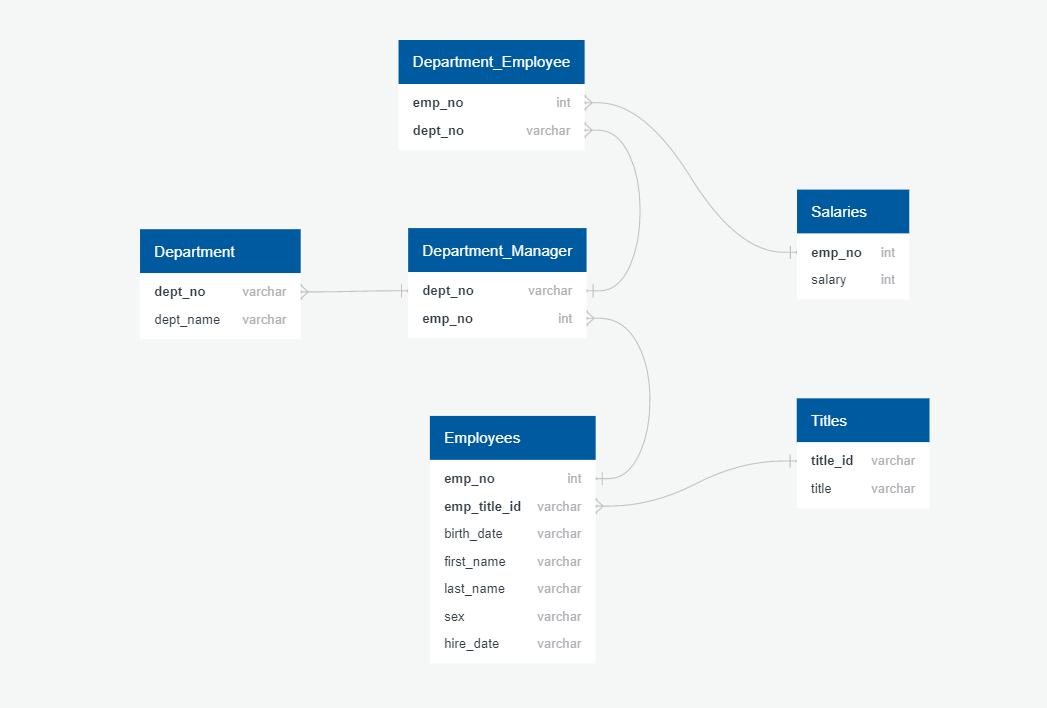 Department_Employee
emp_no int
dept_no varchar
Salaries
emp_no int
salary int
Department
dept_no varchar
dept_name varchar
Department_Manager
dept_no varchar
emp_no int
Employees
emp_no int
emp_title_id varchar
birth_date varchar
first_name varchar
last_name varchar
sex varchar
hire_date varchar
Titles
title_id varchar
title varchar